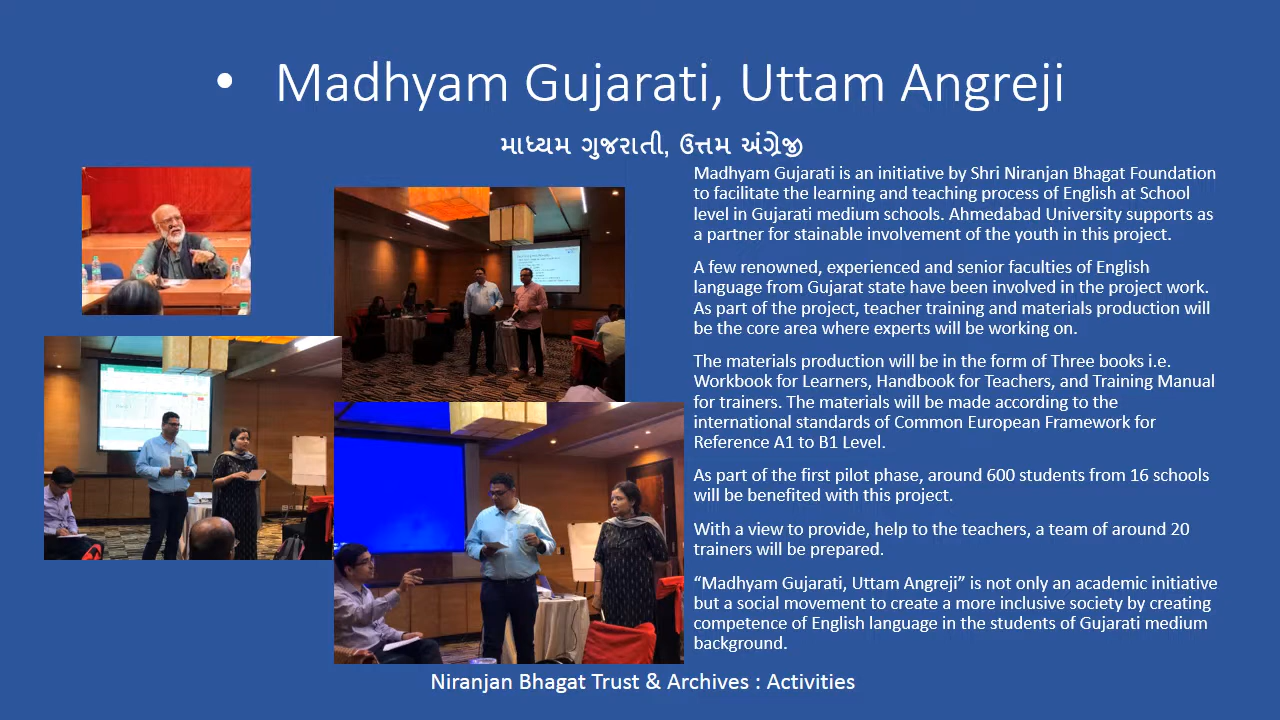 • Madhyam Gujarati, Uttam Angreji
માધ્યમ ગુજરાતી, ઉત્તમ અંગ્રેજી
Madhyam Gujarati is an initiative by Shri Niranjan Bhagat Foundation
to facilitate the learning and teaching process of English at School
level in Gujarati medium schools. Ahmedabad University supports as
a partner for stainable involvement of the youth in this project.
A few renowned, experienced and senior faculties of English
language from Gujarat state have been involved in the project work.
As part of the project, teacher training and materials production will
be the core area where experts will be working on.
The materials production will be in the form of Three books i.e.
Workbook for Learners, Handbook for Teachers, and Training Manual
for trainers. The materials will be made according to the
international standards of Common European Framework for
Reference A1 to B1 Level.
As part of the first pilot phase, around 600 students from 16 schools
will be benefited with this project.
With a view to provide, help to the teachers, a team of around 20
trainers will be prepared.
“Madhyam Gujarati, Uttam Angreji” is not only an academic initiative
but a social movement to create a more inclusive society by creating
competence of English language in the students of Gujarati medium
background.
Niranjan Bhagat Trust & Archives : Activities